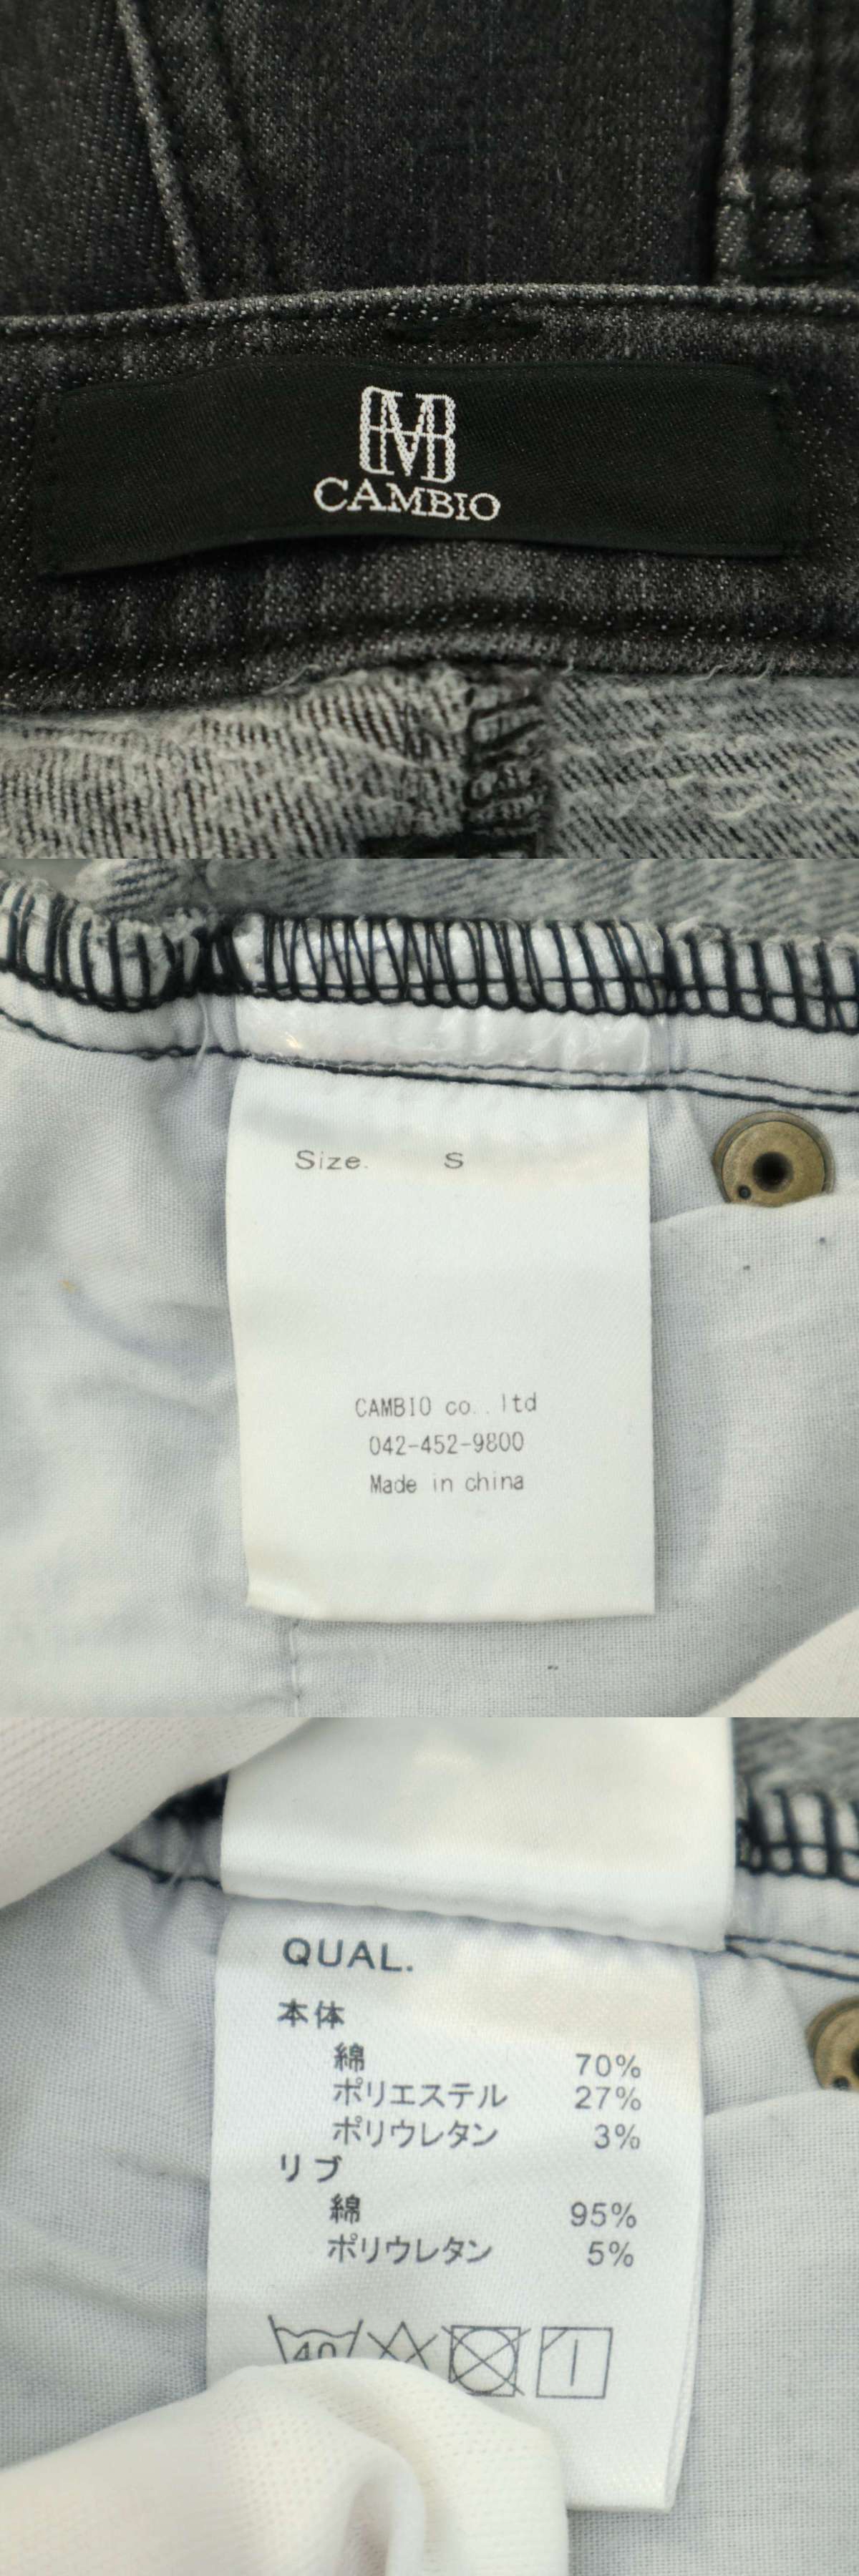 CAMBIO
Size. S
CAMBIO co.,ltd
042-452-9800
Made in china
QUAL.
本体
綿 70%
ポリエステル 27%
ポリウレタン 3%
リブ
綿 95%
ポリウレタン 5%
40